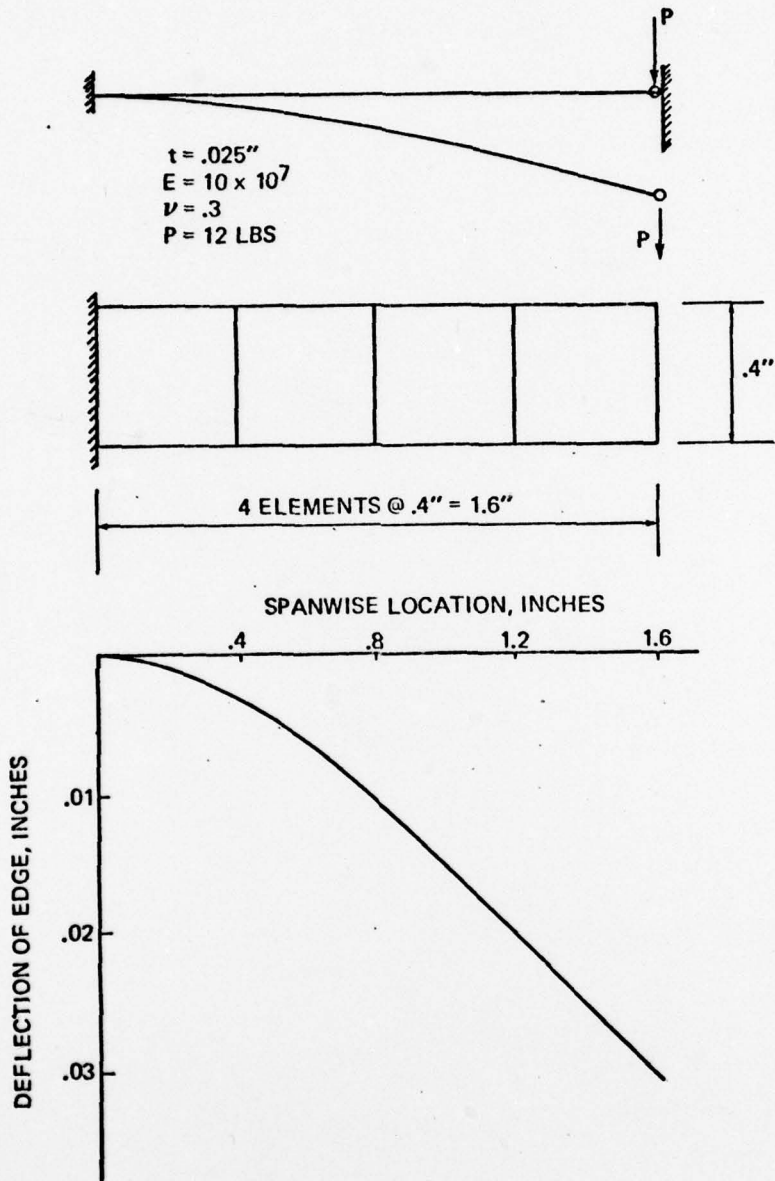 P
t = .025"
E = 10 x 10⁷
ν = .3
P = 12 LBS
P
.4"
4 ELEMENTS @ .4" = 1.6"
SPANWISE LOCATION, INCHES
.4 .8 1.2 1.6
.01
.02
.03
DEFLECTION OF EDGE, INCHES